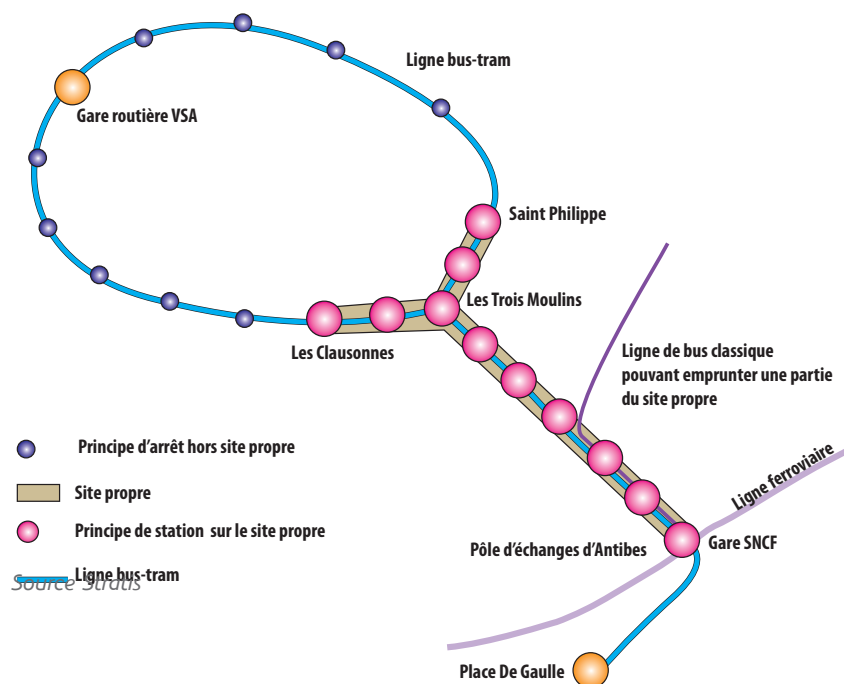 Ligne bus-tram
Gare routière VSA
Saint Philippe
Les Trois Moulins
Les Clausonnes
Ligne de bus classique
pouvant emprunter une partie
du site propre
Ligne ferroviaire
Pôle d'échanges d'Antibes
Gare SNCF
Place De Gaulle
Principe d'arrêt hors site propre
Site propre
Principe de station sur le site propre
Ligne bus-tram
Source Stratis